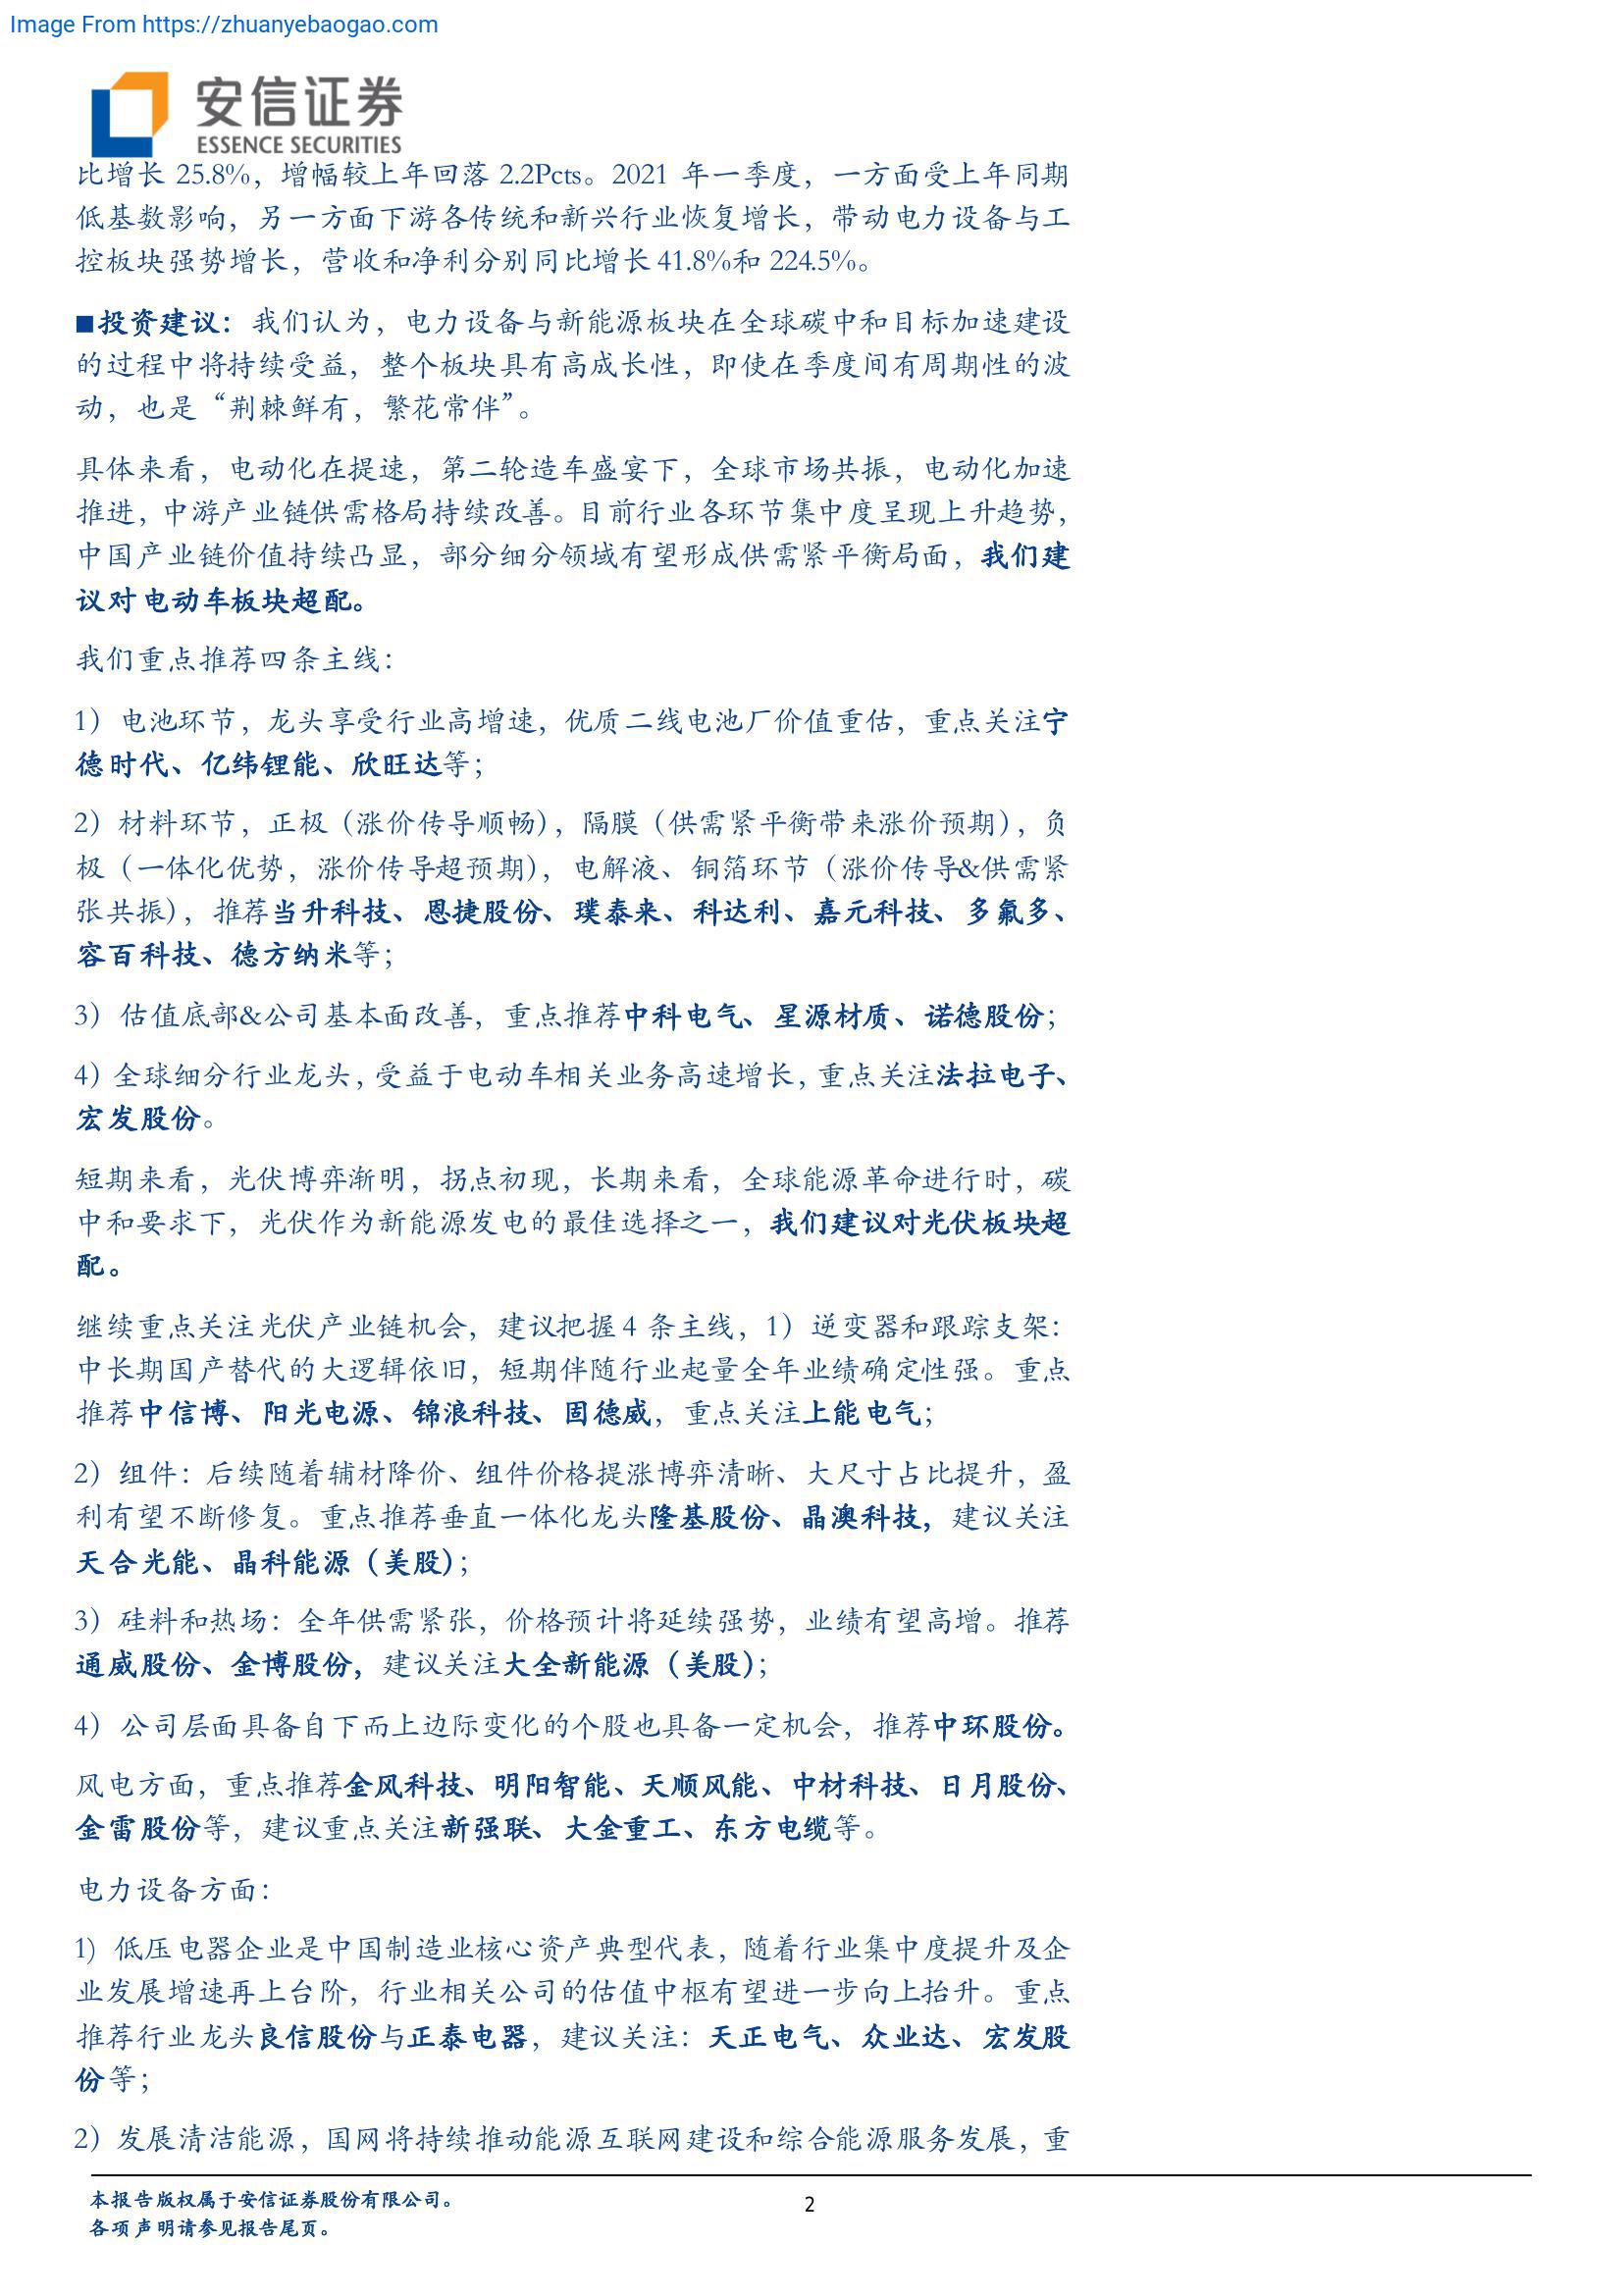 Image From https://zhuanyebaogao.com
安信证券
ESSENCE SECURITIES
比增长 25.8%，增幅较上年回落 2.2Pcts。2021 年一季度，一方面受上年同期
低基数影响，另一方面下游各传统和新兴行业恢复增长，带动电力设备与工
控板块强势增长，营收和净利分别同比增长 41.8%和 224.5%。
■投资建议：我们认为，电力设备与新能源板块在全球碳中和目标加速建设
的过程中将持续受益，整个板块具有高成长性，即使在季度间有周期性的波
动，也是“荆棘鲜有，繁花常伴”。
具体来看，电动化在提速，第二轮造车盛宴下，全球市场共振，电动化加速
推进，中游产业链供需格局持续改善。目前行业各环节集中度呈现上升趋势，
中国产业链价值持续凸显，部分细分领域有望形成供需紧平衡局面，我们建
议对电动车板块超配。
我们重点推荐四条主线：
1）电池环节，龙头享受行业高增速，优质二线电池厂价值重估，重点关注宁
德时代、亿纬锂能、欣旺达等；
2）材料环节，正极（涨价传导顺畅），隔膜（供需紧平衡带来涨价预期），负
极（一体化优势，涨价传导超预期），电解液、铜箔环节（涨价传导&供需紧
张共振），推荐当升科技、恩捷股份、璞泰来、科达利、嘉元科技、多氟多、
容百科技、德方纳米等；
3）估值底部&公司基本面改善，重点推荐中科电气、星源材质、诺德股份；
4）全球细分行业龙头，受益于电动车相关业务高速增长，重点关注法拉电子、
宏发股份。
短期来看，光伏博弈渐明，拐点初现，长期来看，全球能源革命进行时，碳
中和要求下，光伏作为新能源发电的最佳选择之一，我们建议对光伏板块超
配。
继续重点关注光伏产业链机会，建议把握 4 条主线，1）逆变器和跟踪支架：
中长期国产替代的大逻辑依旧，短期伴随行业起量全年业绩确定性强。重点
推荐中信博、阳光电源、锦浪科技、固德威，重点关注上能电气；
2）组件：后续随着辅材降价、组件价格提涨博弈清晰、大尺寸占比提升，盈
利有望不断修复。重点推荐垂直一体化龙头隆基股份、晶澳科技，建议关注
天合光能、晶科能源（美股）；
3）硅料和热场：全年供需紧张，价格预计将延续强势，业绩有望高增。推荐
通威股份、金博股份，建议关注大全新能源（美股）；
4）公司层面具备自下而上边际变化的个股也具备一定机会，推荐中环股份。
风电方面，重点推荐金风科技、明阳智能、天顺风能、中材科技、日月股份、
金雷股份等，建议重点关注新强联、大金重工、东方电缆等。
电力设备方面：
1) 低压电器企业是中国制造业核心资产典型代表，随着行业集中度提升及企
业发展增速再上台阶，行业相关公司的估值中枢有望进一步向上抬升。重点
推荐行业龙头良信股份与正泰电器，建议关注：天正电气、众业达、宏发股
份等；
2）发展清洁能源，国网将持续推动能源互联网建设和综合能源服务发展，重
本报告版权属于安信证券股份有限公司。
2
各项声明请参见报告尾页。